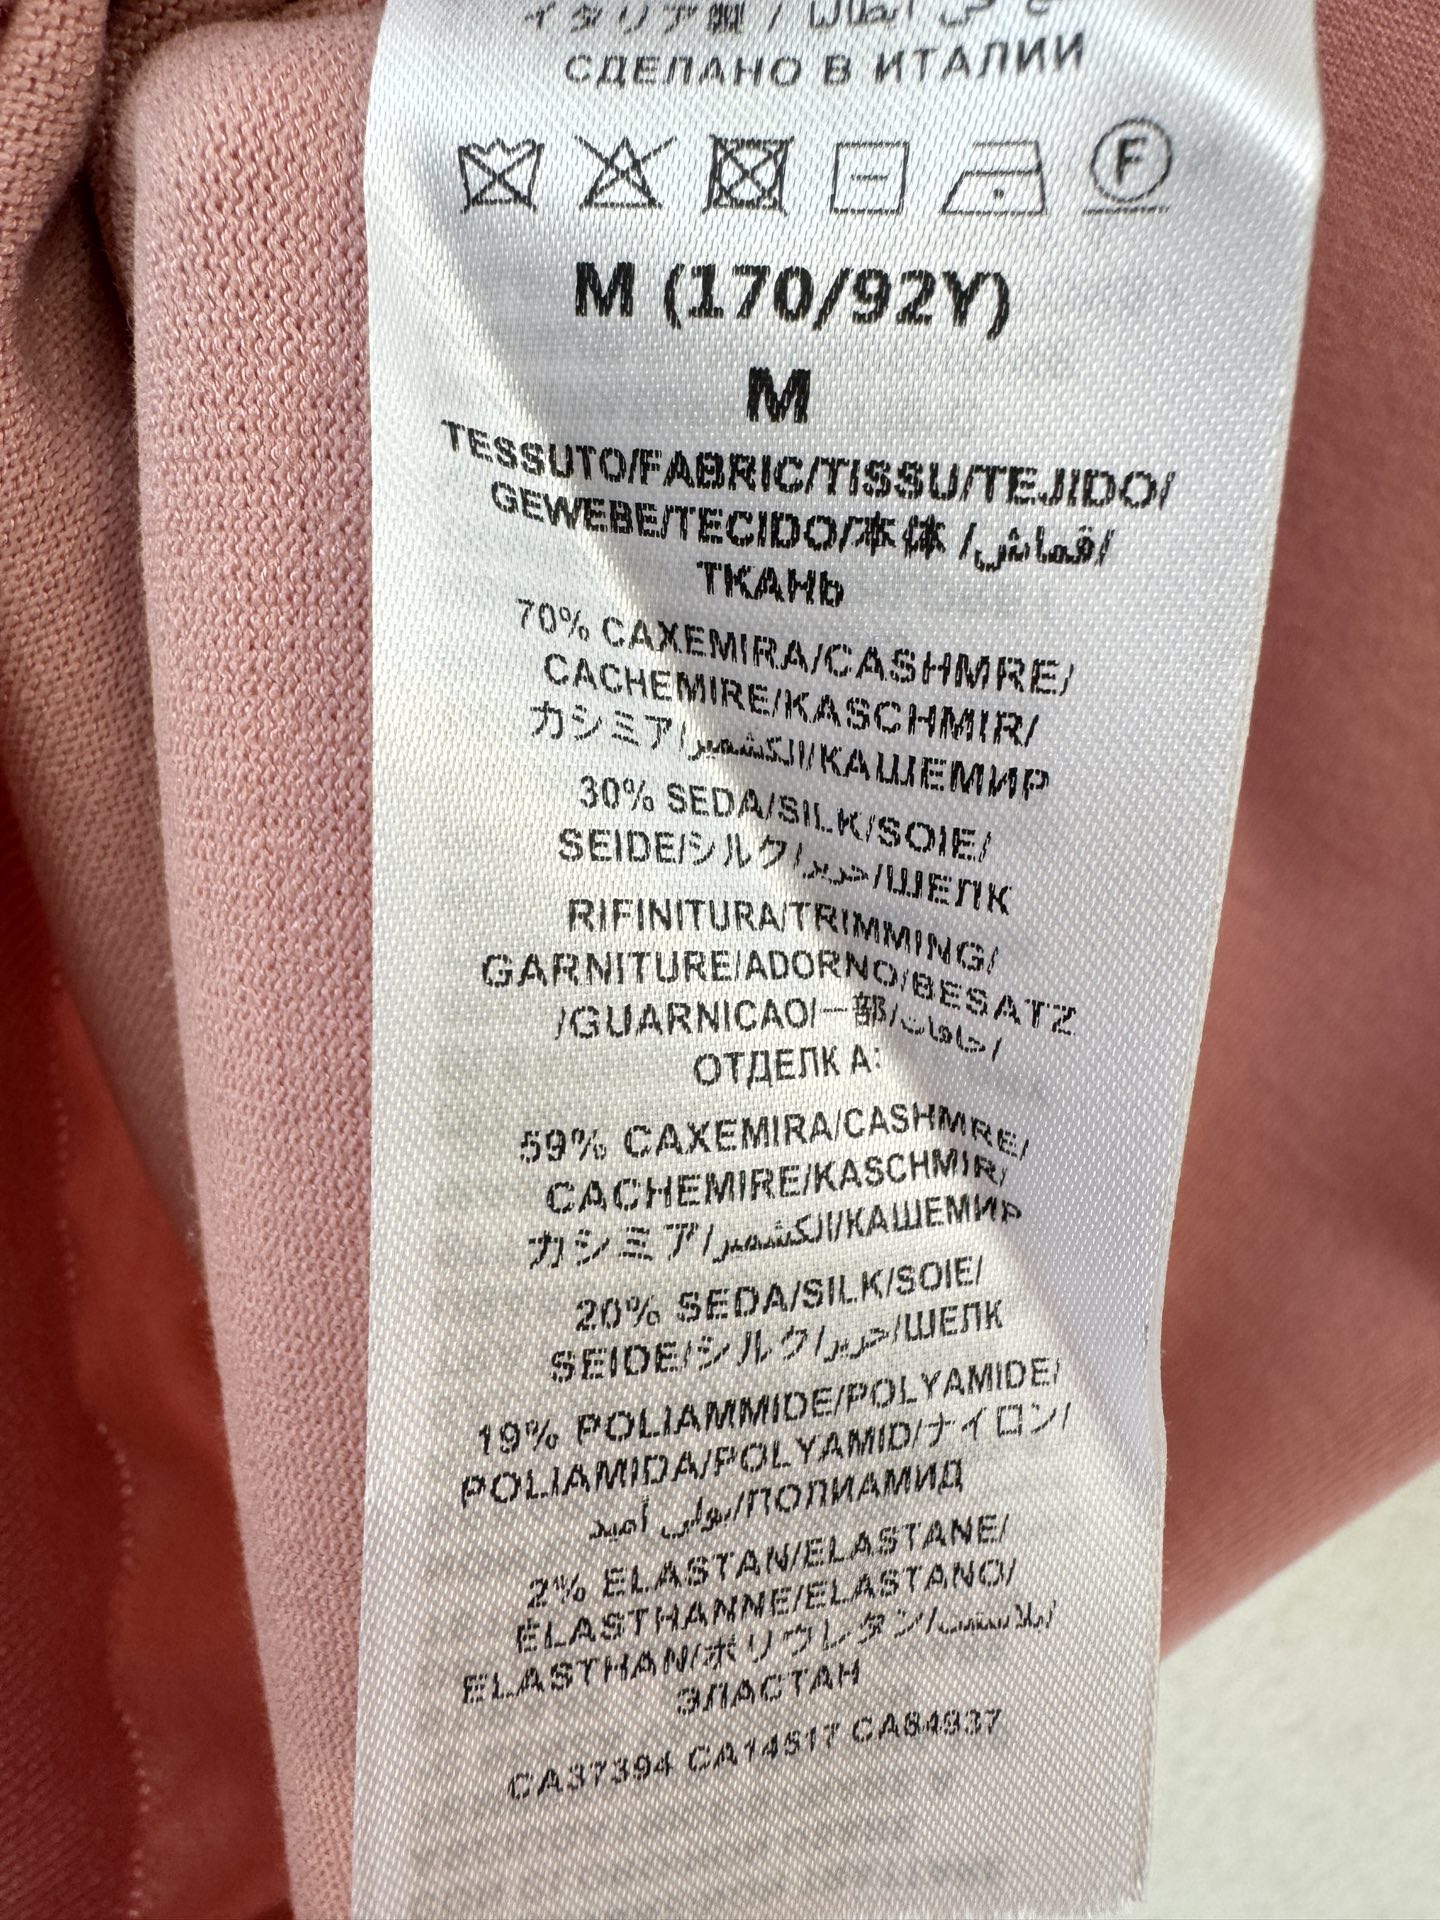 イタリア製 /
СДЕЛАНО В ИТАЛИИ
F
M (170/92Y)
M
TESSUTO/FABRIC/TISSU/TEJIDO/
GEWEBE/TECIDO/本体 /قماش/
ТКАНЬ
70% CAXEMIRA/CASHMRE/
CACHEMIRE/KASCHMIR/
カシミア/الكشمير/КАШЕМИР
30% SEDA/SILK/SOIE/
SEIDE/シルク/حرير/ШЕЛК
RIFINITURA/TRIMMING/
GARNITURE/ADORNO/BESATZ
/GUARNICAO/一部/حافات/
ОТДЕЛК А:
59% CAXEMIRA/CASHMRE/
CACHEMIRE/KASCHMIR/
カシミア/الكشمير/КАШЕМИР
20% SEDA/SILK/SOIE/
SEIDE/シルク/حرير/ШЕЛК
19% POLIAMMIDE/POLYAMIDE/
POLIAMIDA/POLYAMID/ナイロン/
بولي أميد/ПОЛИАМИД
2% ELASTAN/ELASTANE/
ELASTHANNE/ELASTANO/
ELASTHAN/ポリウレタン/
ЭЛАСТАН
CA37394 CA14517 CA84937